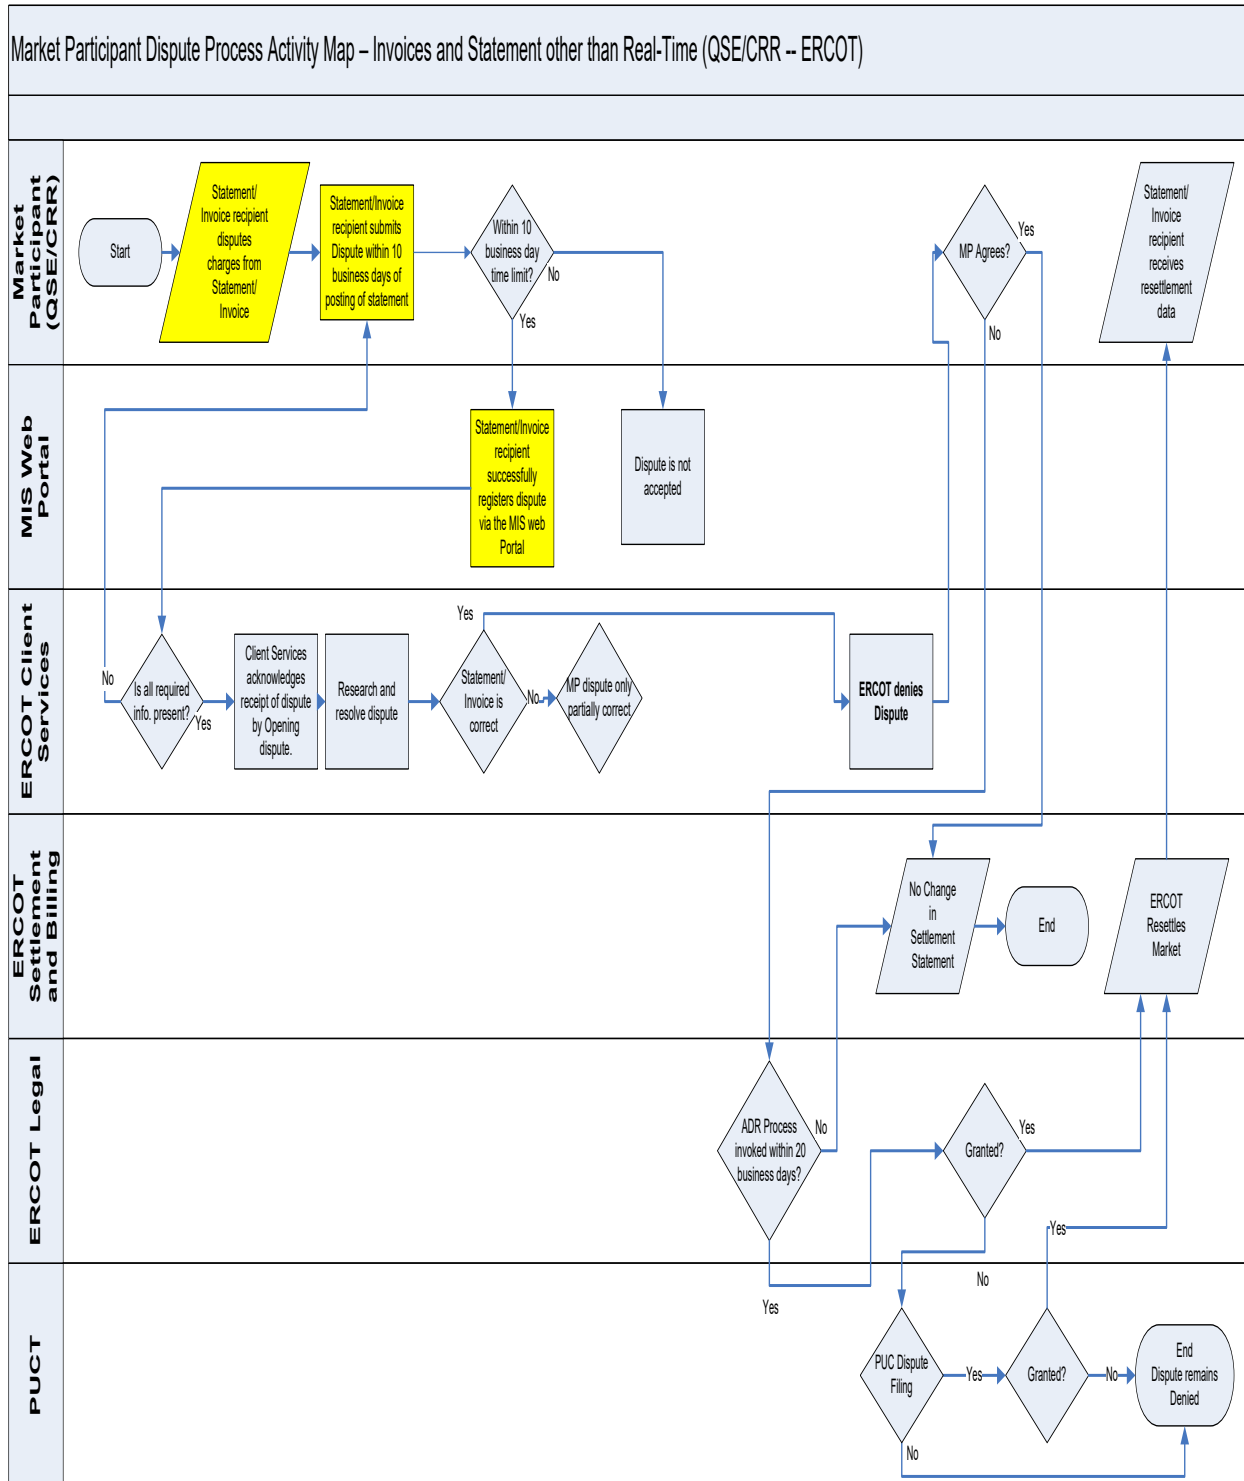 Market Participant Dispute Process Activity Map – Invoices and Statement other than Real-Time (QSE/CRR -- ERCOT)
Market
Participant
(QSE/CRR)
Start
Statement/
Invoice recipient
disputes
charges from
Statement/
Invoice
Statement/Invoice
recipient submits
Dispute within 10
business days of
posting of statement
Within 10
business day
time limit?
No
Yes
MP Agrees?
Yes
No
Statement/
Invoice
recipient
receives
resettlement
data
MIS Web
Portal
Statement/Invoice
recipient
successfully
registers dispute
via the MIS web
Portal
Dispute is not
accepted
ERCOT Client
Services
No
Is all required
info. present?
Yes
Client Services
acknowledges
receipt of dispute
by Opening
dispute.
Research and
resolve dispute
Yes
Statement/
Invoice is
correct
No
MP dispute only
partially correct
ERCOT denies
Dispute
ERCOT
Settlement
and Billing
No Change
in
Settlement
Statement
End
ERCOT
Resettles
Market
ERCOT Legal
ADR Process
invoked within 20
business days?
No
Yes
Granted?
Yes
No
PUCT
PUC Dispute
Filing
Yes
No
Granted?
Yes
No
End
Dispute remains
Denied